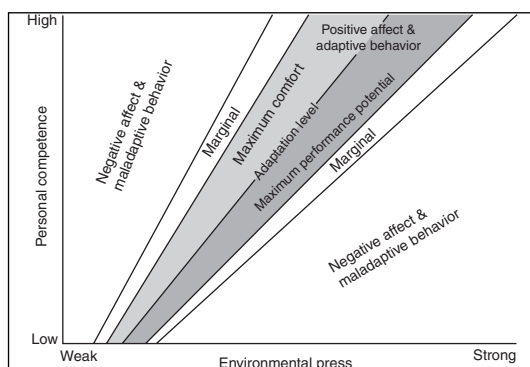 High
Personal competence
Low
Weak
Environmental press
Strong
Negative affect &
maladaptive behavior
Marginal
Maximum comfort
Adaptation level
Positive affect &
adaptive behavior
Maximum performance potential
Marginal
Negative affect &
maladaptive behavior